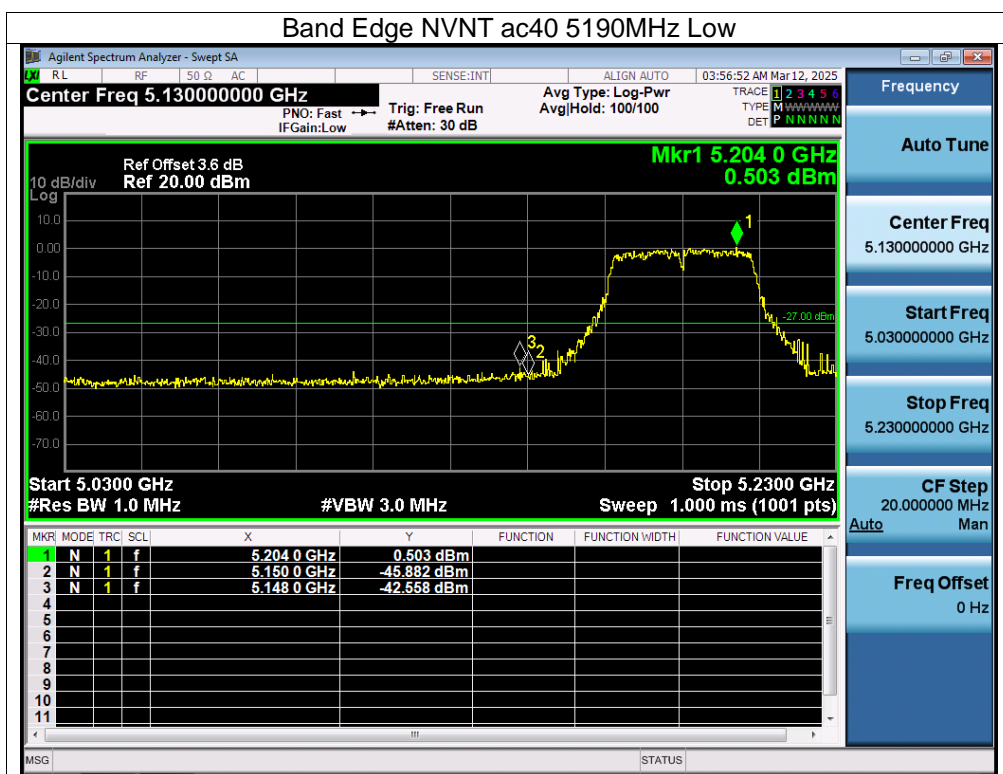 Band Edge NVNT ac40 5190MHz Low
Agilent Spectrum Analyzer - Swept SA
LXI RL RF 50 Ω AC SENSE:INT ALIGN AUTO 03:56:52 AM Mar 12, 2025
Center Freq 5.130000000 GHz
PNO: Fast
IFGain:Low
Trig: Free Run
#Atten: 30 dB
Avg Type: Log-Pwr
Avg|Hold: 100/100
TRACE 1 2 3 4 5 6
TYPE M WWWWW
DET P N N N N N
Ref Offset 3.6 dB
Ref 20.00 dBm
10 dB/div
Log
Mkr1 5.204 0 GHz
0.503 dBm
10.0
0.00
-10.0
-20.0
-30.0
-40.0
-50.0
-60.0
-70.0
1
-27.00 dBm
3
2
Start 5.0300 GHz
Stop 5.2300 GHz
#Res BW 1.0 MHz
#VBW 3.0 MHz
Sweep 1.000 ms (1001 pts)
MKR MODE TRC SCL X Y FUNCTION FUNCTION WIDTH FUNCTION VALUE
1 N 1 f 5.204 0 GHz 0.503 dBm
2 N 1 f 5.150 0 GHz -45.882 dBm
3 N 1 f 5.148 0 GHz -42.558 dBm
4
5
6
7
8
9
10
11
MSG
STATUS
Frequency
Auto Tune
Center Freq
5.130000000 GHz
Start Freq
5.030000000 GHz
Stop Freq
5.230000000 GHz
CF Step
20.000000 MHz
Auto Man
Freq Offset
0 Hz